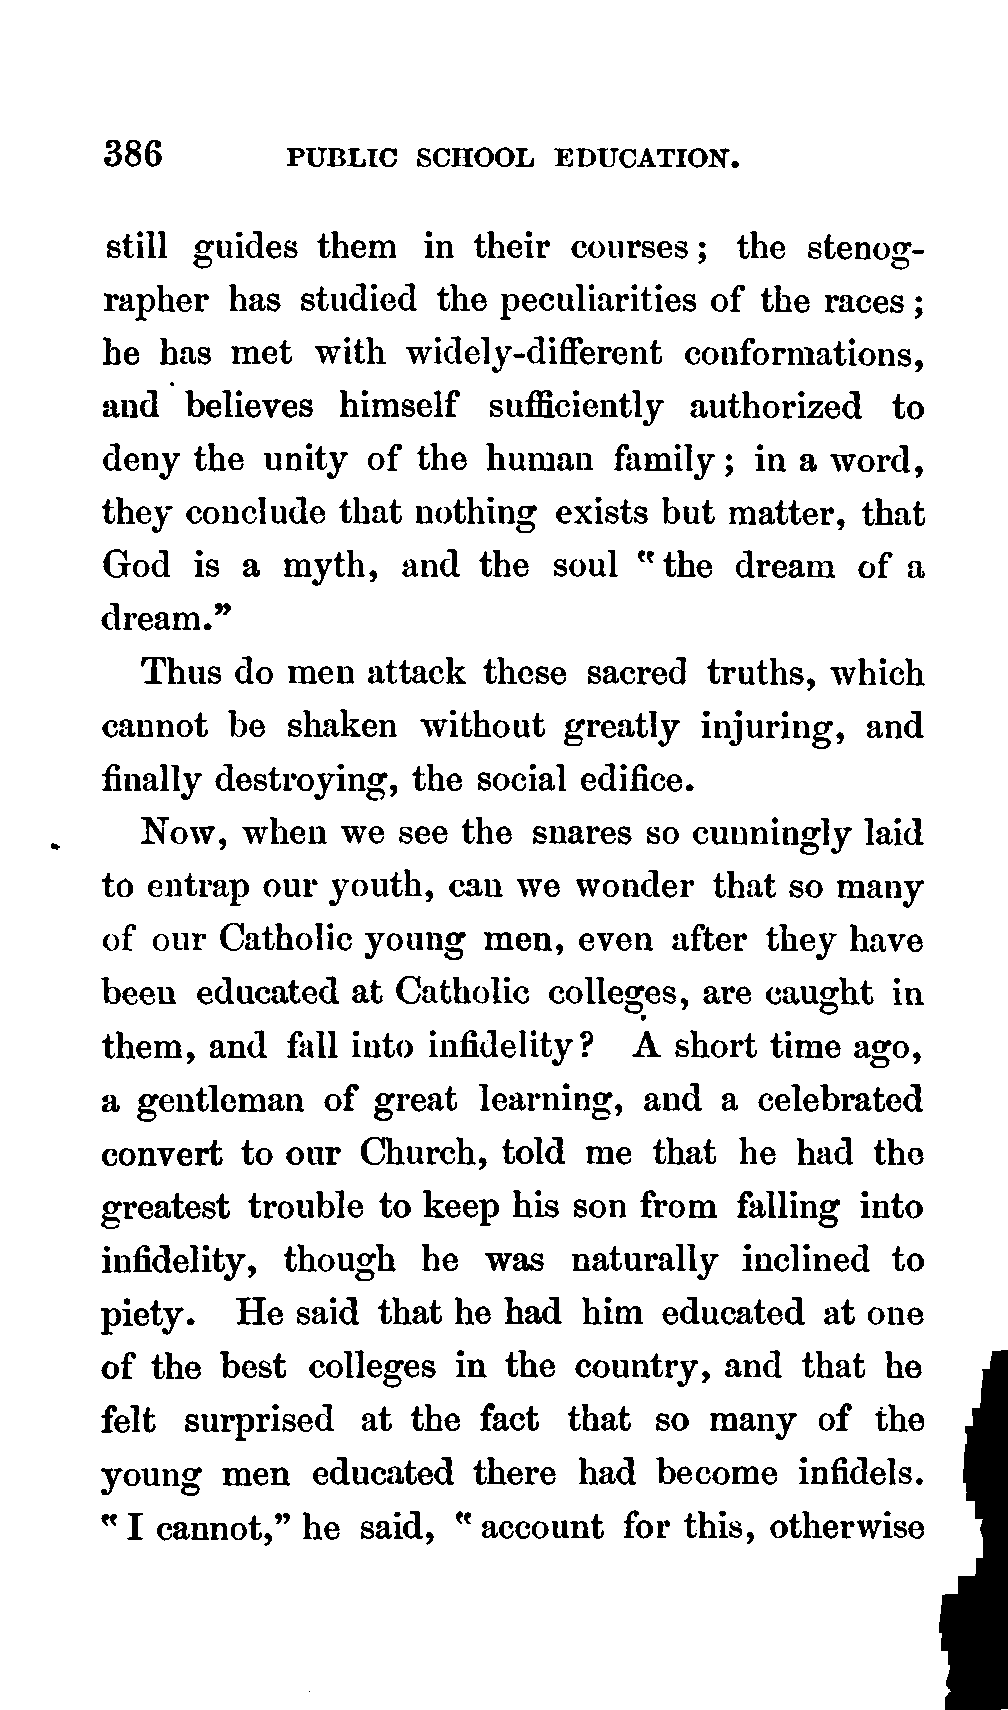 386 PUBLIC SCHOOL EDUCATION.
still guides them in their courses; the stenog-
rapher has studied the peculiarities of the races;
he has met with widely-different conformations,
and believes himself sufficiently authorized to
deny the unity of the human family; in a word,
they conclude that nothing exists but matter, that
God is a myth, and the soul "the dream of a
dream."
Thus do men attack these sacred truths, which
cannot be shaken without greatly injuring, and
finally destroying, the social edifice.
Now, when we see the snares so cunningly laid
to entrap our youth, can we wonder that so many
of our Catholic young men, even after they have
been educated at Catholic colleges, are caught in
them, and fall into infidelity? A short time ago,
a gentleman of great learning, and a celebrated
convert to our Church, told me that he had the
greatest trouble to keep his son from falling into
infidelity, though he was naturally inclined to
piety. He said that he had him educated at one
of the best colleges in the country, and that he
felt surprised at the fact that so many of the
young men educated there had become infidels.
"I cannot," he said, "account for this, otherwise